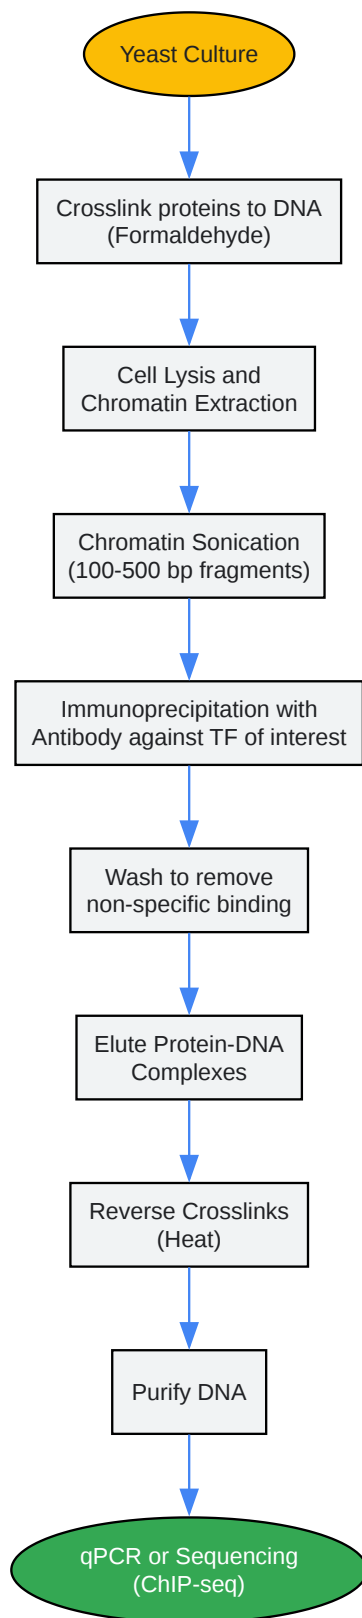 Yeast Culture
Crosslink proteins to DNA
(Formaldehyde)
Cell Lysis and
Chromatin Extraction
Chromatin Sonication
(100-500 bp fragments)
Immunoprecipitation with
Antibody against TF of interest
Wash to remove
non-specific binding
Elute Protein-DNA
Complexes
Reverse Crosslinks
(Heat)
Purify DNA
qPCR or Sequencing
(ChIP-seq)